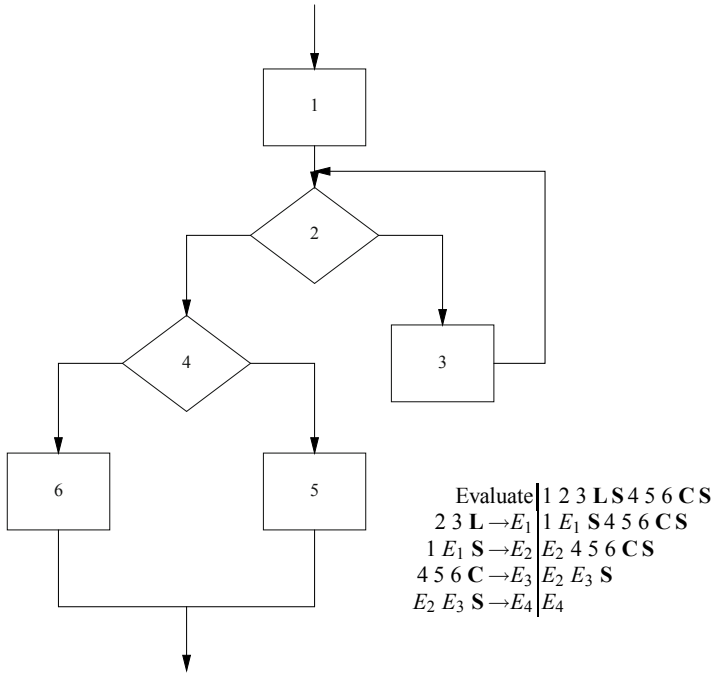 1
2
4
3
6
5
Evaluate 1 2 3 L S 4 5 6 C S
2 3 L →E₁ 1 E₁ S 4 5 6 C S
1 E₁ S →E₂ E₂ 4 5 6 C S
4 5 6 C →E₃ E₂ E₃ S
E₂ E₃ S →E₄ E₄